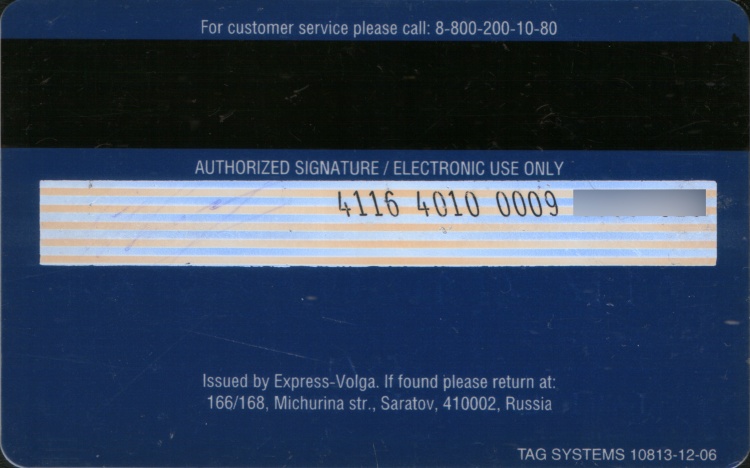 For customer service please call: 8-800-200-10-80
AUTHORIZED SIGNATURE / ELECTRONIC USE ONLY
4116 4010 0009
Issued by Express-Volga. If found please return at:
166/168, Michurina str., Saratov, 410002, Russia
TAG SYSTEMS 10813-12-06